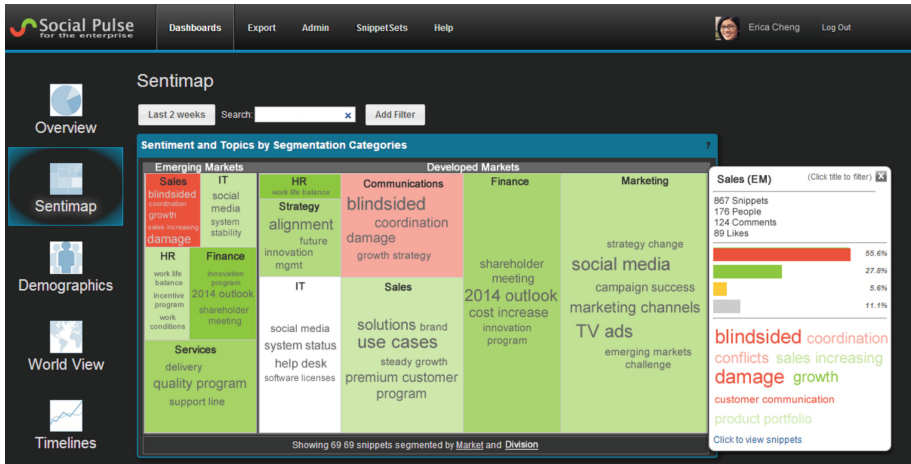 Social Pulse
for the enterprise
Dashboards
Export
Admin
SnippetSets
Help
Erica Cheng
Log Out
Overview
Sentimap
Demographics
World View
Timelines
Sentimap
Last 2 weeks
Search:
x
Add Filter
Sentiment and Topics by Segmentation Categories
?
Emerging Markets
Developed Markets
Sales
blindsided
coordination
growth
sales increasing
damage
IT
social
media
system
stability
HR
work life
balance
incentive
program
work
conditions
Finance
innovation
program
2014 outlook
shareholder
meeting
Services
delivery
quality program
support line
HR
work life balance
Strategy
alignment
future
innovation
mgmt
IT
social media
system status
help desk
software licenses
Communications
blindsided
coordination
damage
growth strategy
Sales
solutions brand
use cases
steady growth
premium customer
program
Finance
shareholder
meeting
2014 outlook
cost increase
innovation
program
Marketing
strategy change
social media
campaign success
marketing channels
TV ads
emerging markets
challenge
Showing 69 69 snippets segmented by Market and Division
Sales (EM)
(Click title to filter)
X
867 Snippets
176 People
124 Comments
89 Likes
55.6%
27.8%
5.6%
11.1%
blindsided coordination
conflicts sales increasing
damage growth
customer communication
product portfolio
Click to view snippets